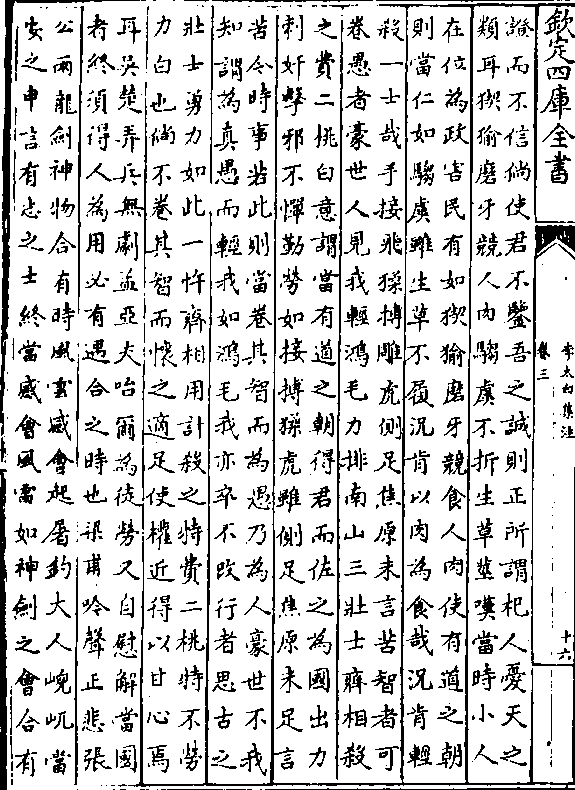 欽定四庫全書
李太白集注
卷三
十六
證而不信倘使君不鑒吾之誠則正所謂杞人憂天之
類耳猰㺄磨牙競人肉騶虞不折生草莖嘆當時小人
在位為政害民有如猰㺄磨牙競食人肉使有道之朝
則當仁如騶虞雖生草不履況肯以肉為食哉況肯輕
殺一士哉手接飛猱搏雕虎側足焦原未言苦智者可
卷愚者豪世人見我輕鴻毛力排南山三壯士齊相殺
之費二桃白意謂當有道之朝得君而佐之為國出力
刺奸擊邪不憚勤勞如接搏猱虎雖側足焦原未足言
苦今時事若此則當卷其智而為愚乃為人豪世不我
知謂為真愚而輕我如鴻毛我亦卒不改行者思古之
壯士勇力如此一忤齊相用計殺之特費二桃特不勞
力白也倘不卷其智而懷之適足使權近得以甘心焉
耳吳楚弄兵無劇孟亞夫咍爾為徒勞又自慰解當國
者終須得人為用必有遇合之時也梁甫吟聲正悲張
公兩龍劍神物合有時風雲感會起屠釣大人峴屼當
安之申言有志之士終當感會風雲如神劍之會合有